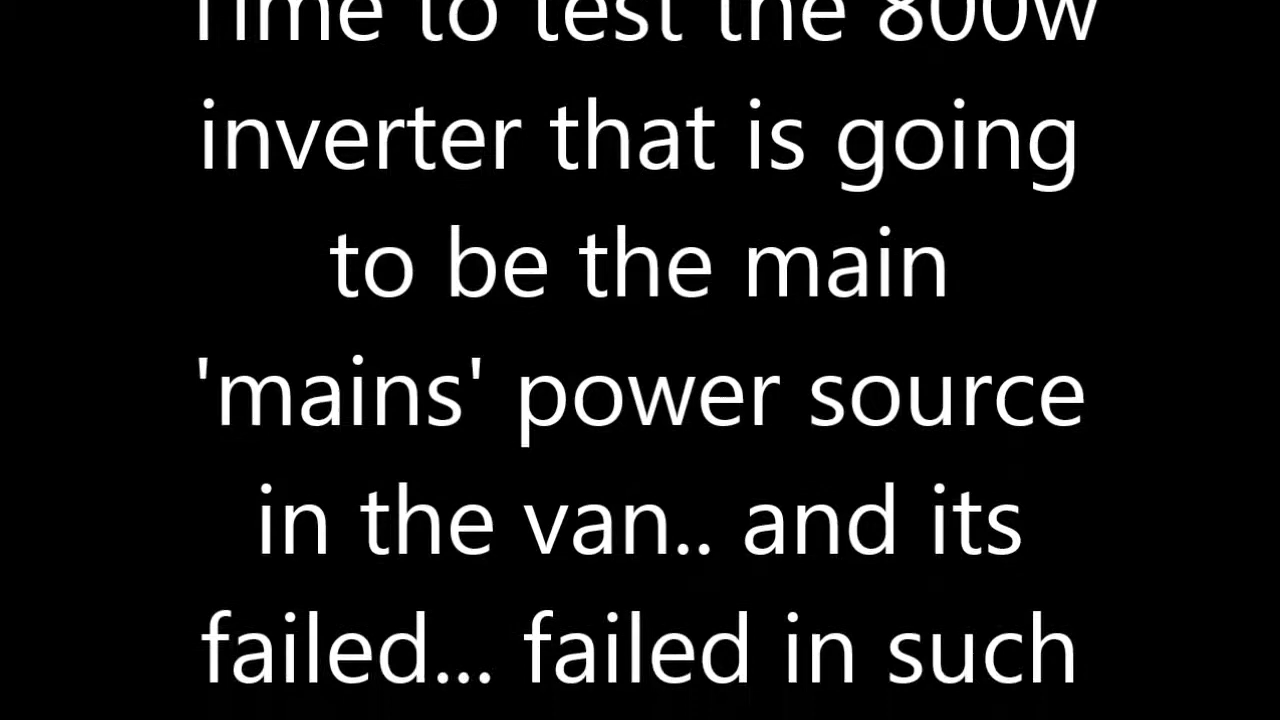 Time to test the 800w
inverter that is going
to be the main
'mains' power source
in the van.. and its
failed... failed in such